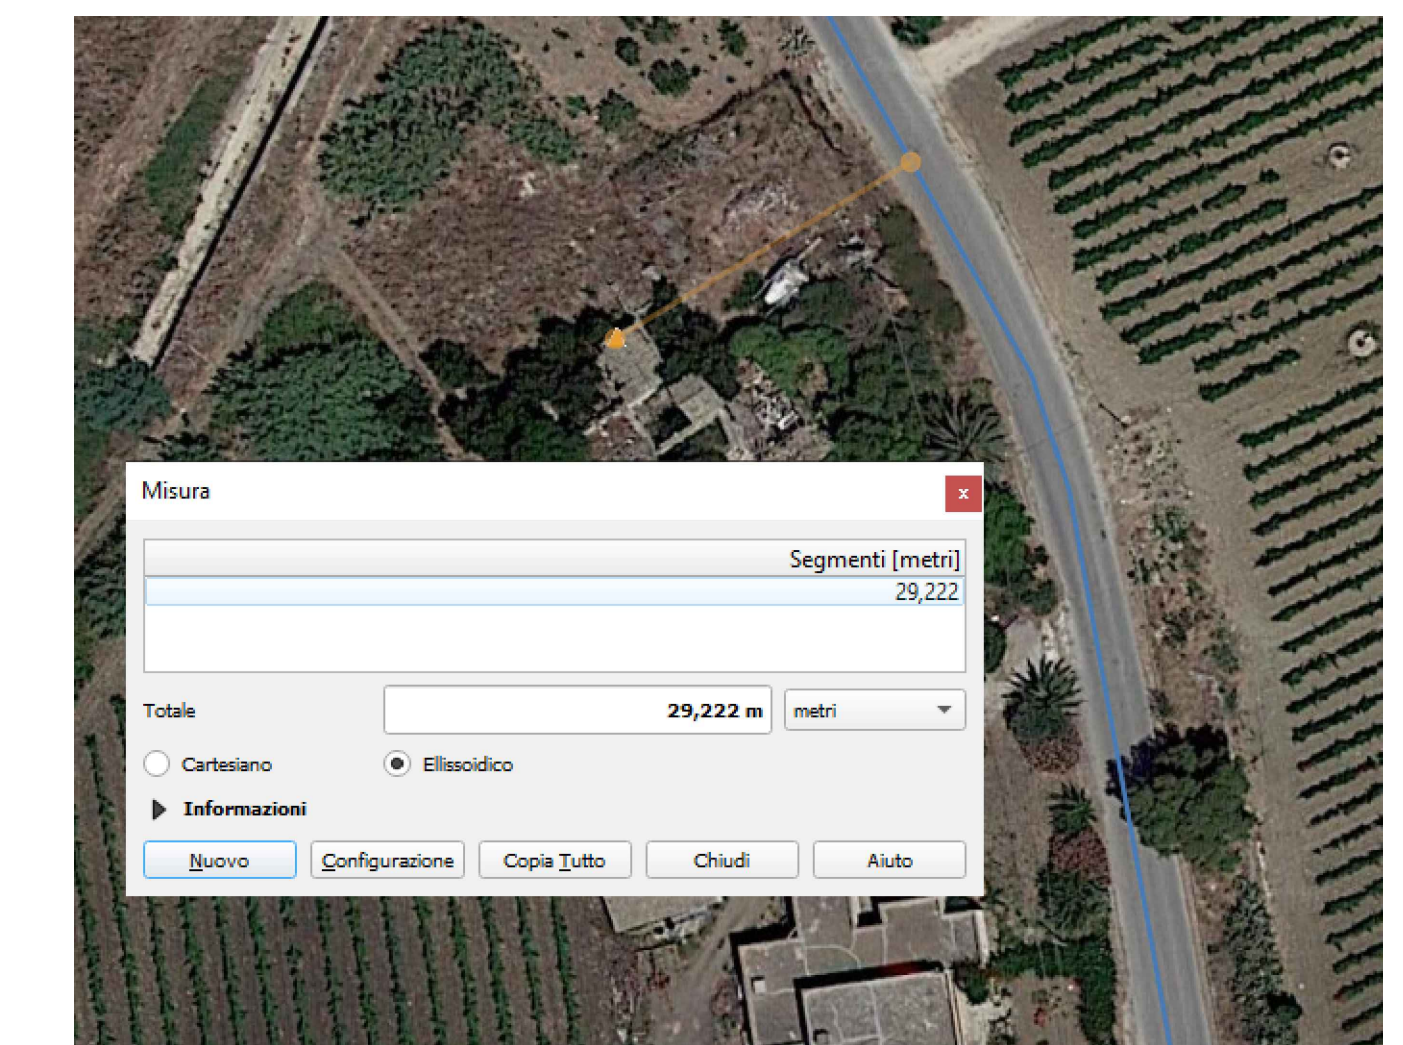 Misura
x
Segmenti [metri]
29,222
Totale
29,222 m
metri
Cartesiano
Ellissoidico
Informazioni
Nuovo
Configurazione
Copia Tutto
Chiudi
Aiuto